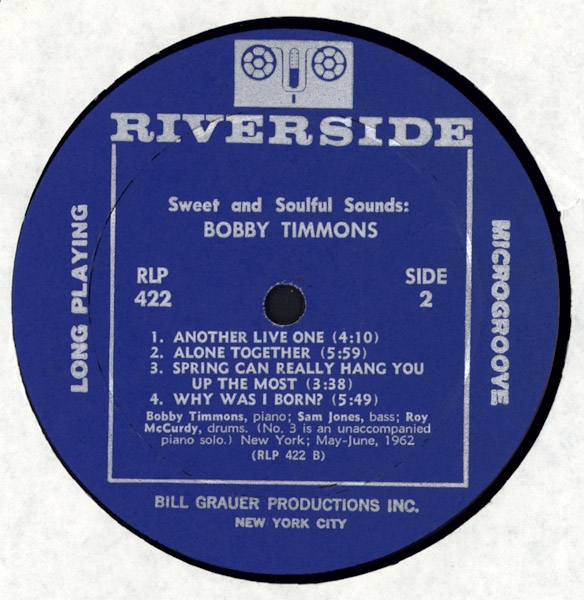 RIVERSIDE
Sweet and Soulful Sounds:
BOBBY TIMMONS
LONG PLAYING
RLP
422
SIDE
2
MICROGROOVE
1. ANOTHER LIVE ONE (4:10)
2. ALONE TOGETHER (5:59)
3. SPRING CAN REALLY HANG YOU
UP THE MOST (3:38)
4. WHY WAS I BORN? (5:49)
Bobby Timmons, piano; Sam Jones, bass; Roy
McCurdy, drums. (No. 3 is an unaccompanied
piano solo.) New York; May-June, 1962
(RLP 422 B)
BILL GRAUER PRODUCTIONS INC.
NEW YORK CITY